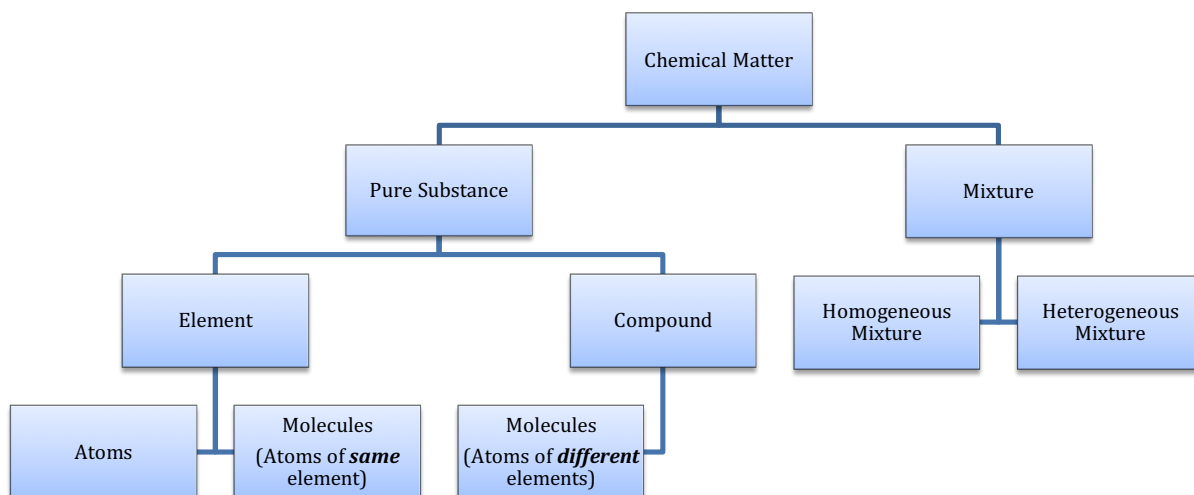 Chemical Matter
Pure Substance
Mixture
Element
Compound
Homogeneous
Mixture
Heterogeneous
Mixture
Atoms
Molecules
(Atoms of same
element)
Molecules
(Atoms of different
elements)